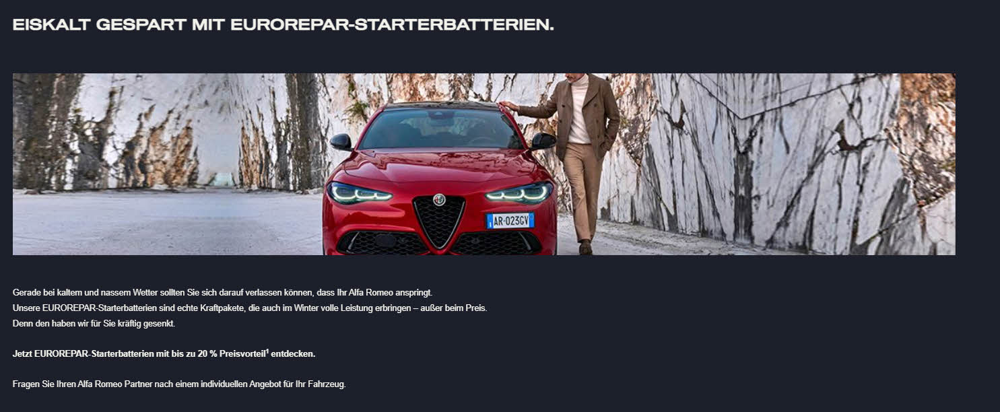 EISKALT GESPART MIT EUROREPAR-STARTERBATTERIEN.
AR·023GV
Gerade bei kaltem und nassem Wetter sollten Sie sich darauf verlassen können, dass Ihr Alfa Romeo anspringt.
Unsere EUROREPAR-Starterbatterien sind echte Kraftpakete, die auch im Winter volle Leistung erbringen – außer beim Preis.
Denn den haben wir für Sie kräftig gesenkt.
Jetzt EUROREPAR-Starterbatterien mit bis zu 20 % Preisvorteil¹ entdecken.
Fragen Sie Ihren Alfa Romeo Partner nach einem individuellen Angebot für Ihr Fahrzeug.